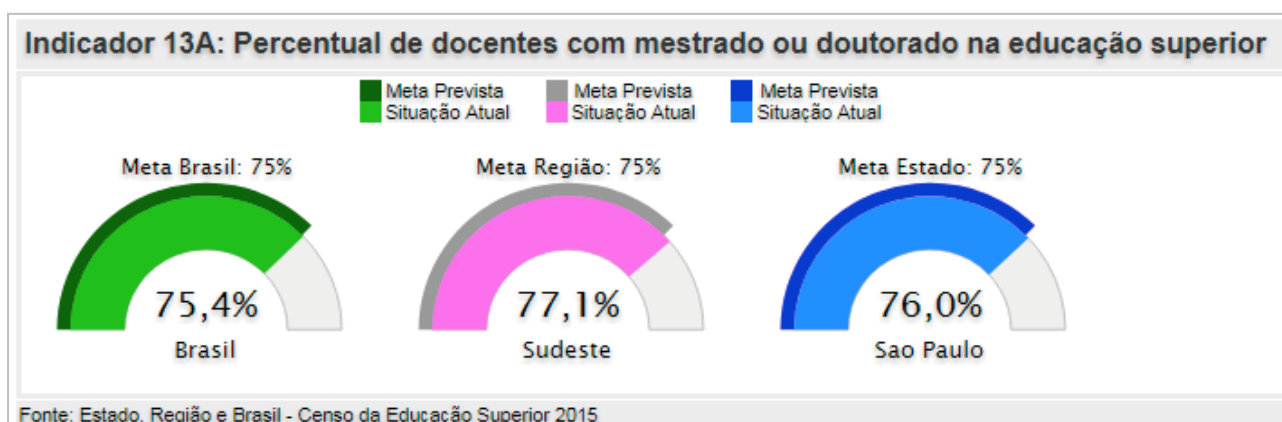 Indicador 13A: Percentual de docentes com mestrado ou doutorado na educação superior
Meta Prevista
Situação Atual
Meta Prevista
Situação Atual
Meta Prevista
Situação Atual
Meta Brasil: 75%
75,4%
Brasil
Meta Região: 75%
77,1%
Sudeste
Meta Estado: 75%
76,0%
Sao Paulo
Fonte: Estado, Região e Brasil - Censo da Educação Superior 2015